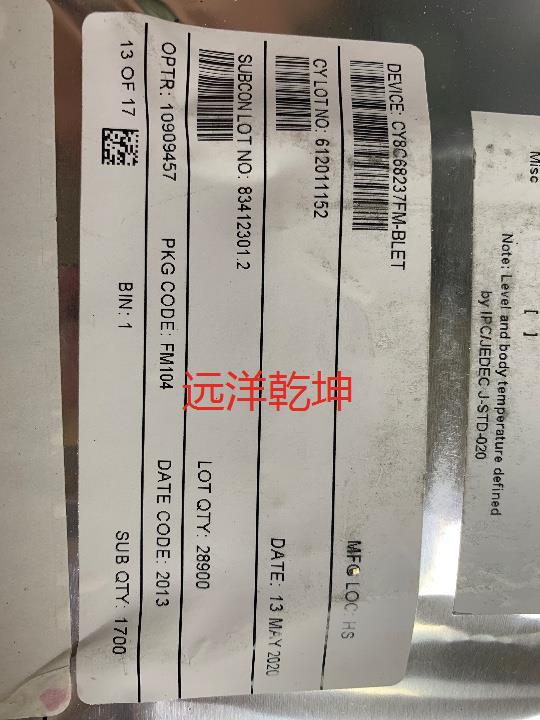 DEVICE: CY8C68237FM-BLET
CY LOT NO: 612011152
MFG LOC: HS
SUBCON LOT NO: 83412301.2
DATE: 13 MAY 2020
LOT QTY: 28900
OPTR: 10909457
PKG CODE: FM104
DATE CODE: 2013
13 OF 17
BIN: 1
SUB QTY: 1700
远洋乾坤
Misc
[ ]
Note: Level and body temperature defined
by IPC/JEDEC J-STD-020